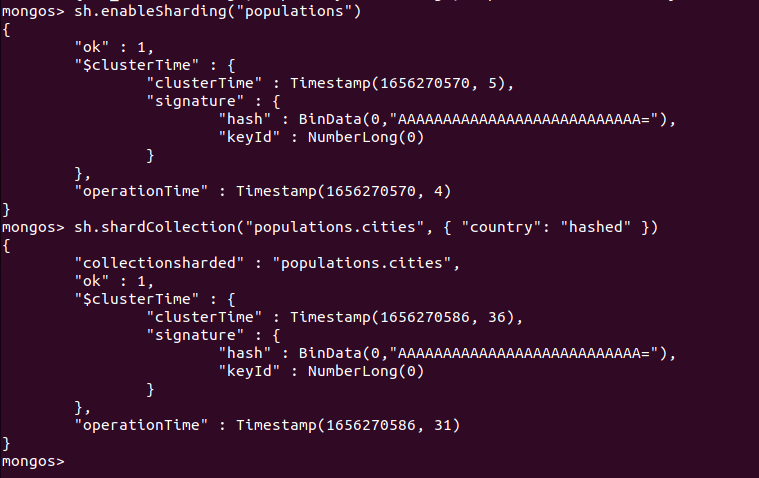 mongos> sh.enableSharding("populations")
{
        "ok" : 1,
        "$clusterTime" : {
                "clusterTime" : Timestamp(1656270570, 5),
                "signature" : {
                        "hash" : BinData(0,"AAAAAAAAAAAAAAAAAAAAAAAAAAA="),
                        "keyId" : NumberLong(0)
                }
        },
        "operationTime" : Timestamp(1656270570, 4)
}
mongos> sh.shardCollection("populations.cities", { "country": "hashed" })
{
        "collectionsharded" : "populations.cities",
        "ok" : 1,
        "$clusterTime" : {
                "clusterTime" : Timestamp(1656270586, 36),
                "signature" : {
                        "hash" : BinData(0,"AAAAAAAAAAAAAAAAAAAAAAAAAAA="),
                        "keyId" : NumberLong(0)
                }
        },
        "operationTime" : Timestamp(1656270586, 31)
}
mongos>